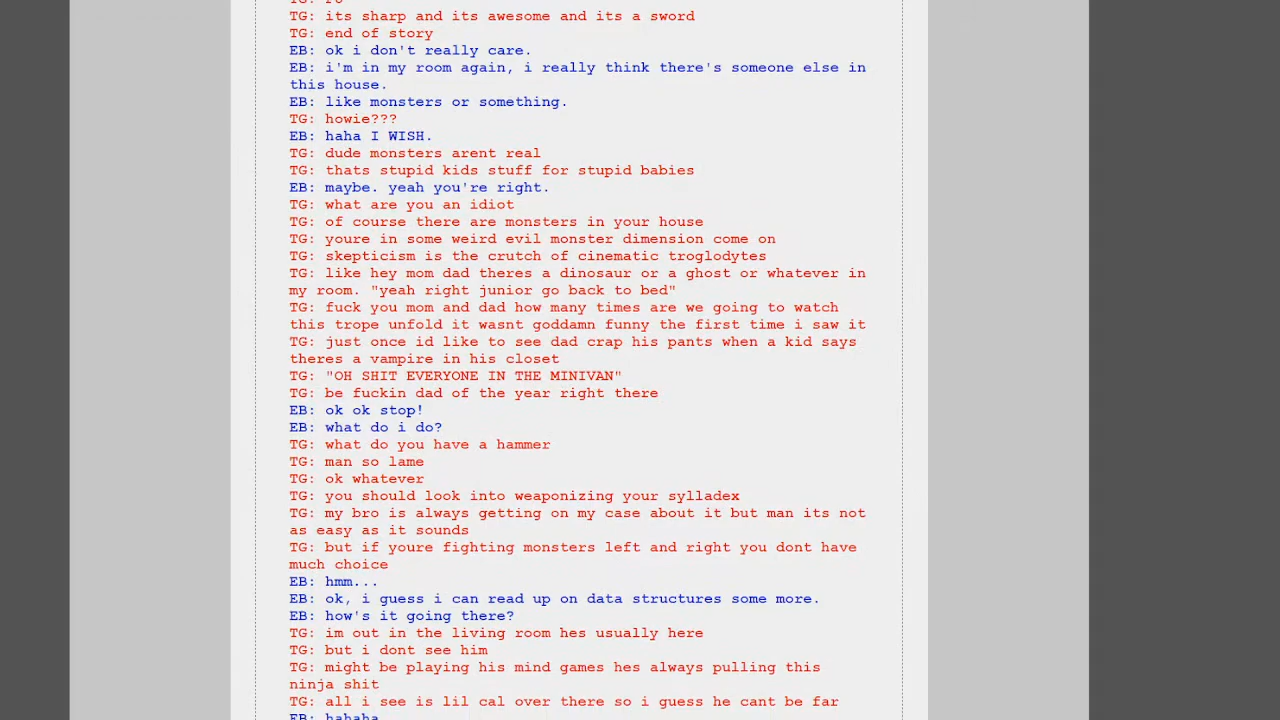 TG: its sharp and its awesome and its a sword
TG: end of story
EB: ok i don't really care.
EB: i'm in my room again, i really think there's someone else in
this house.
EB: like monsters or something.
TG: howie???
EB: haha I WISH.
TG: dude monsters arent real
TG: thats stupid kids stuff for stupid babies
EB: maybe. yeah you're right.
TG: what are you an idiot
TG: of course there are monsters in your house
TG: youre in some weird evil monster dimension come on
TG: skepticism is the crutch of cinematic troglodytes
TG: like hey mom dad theres a dinosaur or a ghost or whatever in
my room. "yeah right junior go back to bed"
TG: fuck you mom and dad how many times are we going to watch
this trope unfold it wasnt goddamn funny the first time i saw it
TG: just once id like to see dad crap his pants when a kid says
theres a vampire in his closet
TG: "OH SHIT EVERYONE IN THE MINIVAN"
TG: be fuckin dad of the year right there
EB: ok ok stop!
EB: what do i do?
TG: what do you have a hammer
TG: man so lame
TG: ok whatever
TG: you should look into weaponizing your sylladex
TG: my bro is always getting on my case about it but man its not
as easy as it sounds
TG: but if youre fighting monsters left and right you dont have
much choice
EB: hmm...
EB: ok, i guess i can read up on data structures some more.
EB: how's it going there?
TG: im out in the living room hes usually here
TG: but i dont see him
TG: might be playing his mind games hes always pulling this
ninja shit
TG: all i see is lil cal over there so i guess he cant be far
EB: hahaha